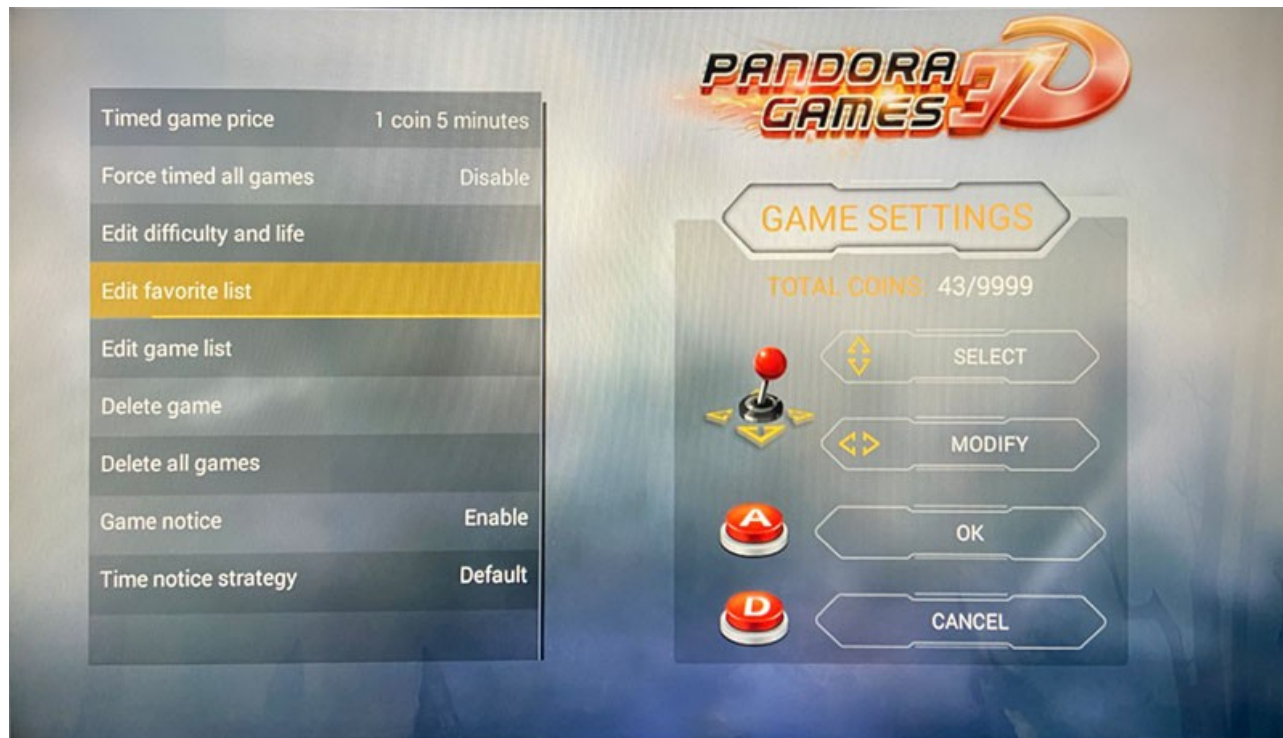 PANDORA
GAMES 3D
Timed game price 1 coin 5 minutes
Force timed all games Disable
Edit difficulty and life
Edit favorite list
Edit game list
Delete game
Delete all games
Game notice Enable
Time notice strategy Default
GAME SETTINGS
TOTAL COINS: 43/9999
SELECT
MODIFY
A OK
D CANCEL